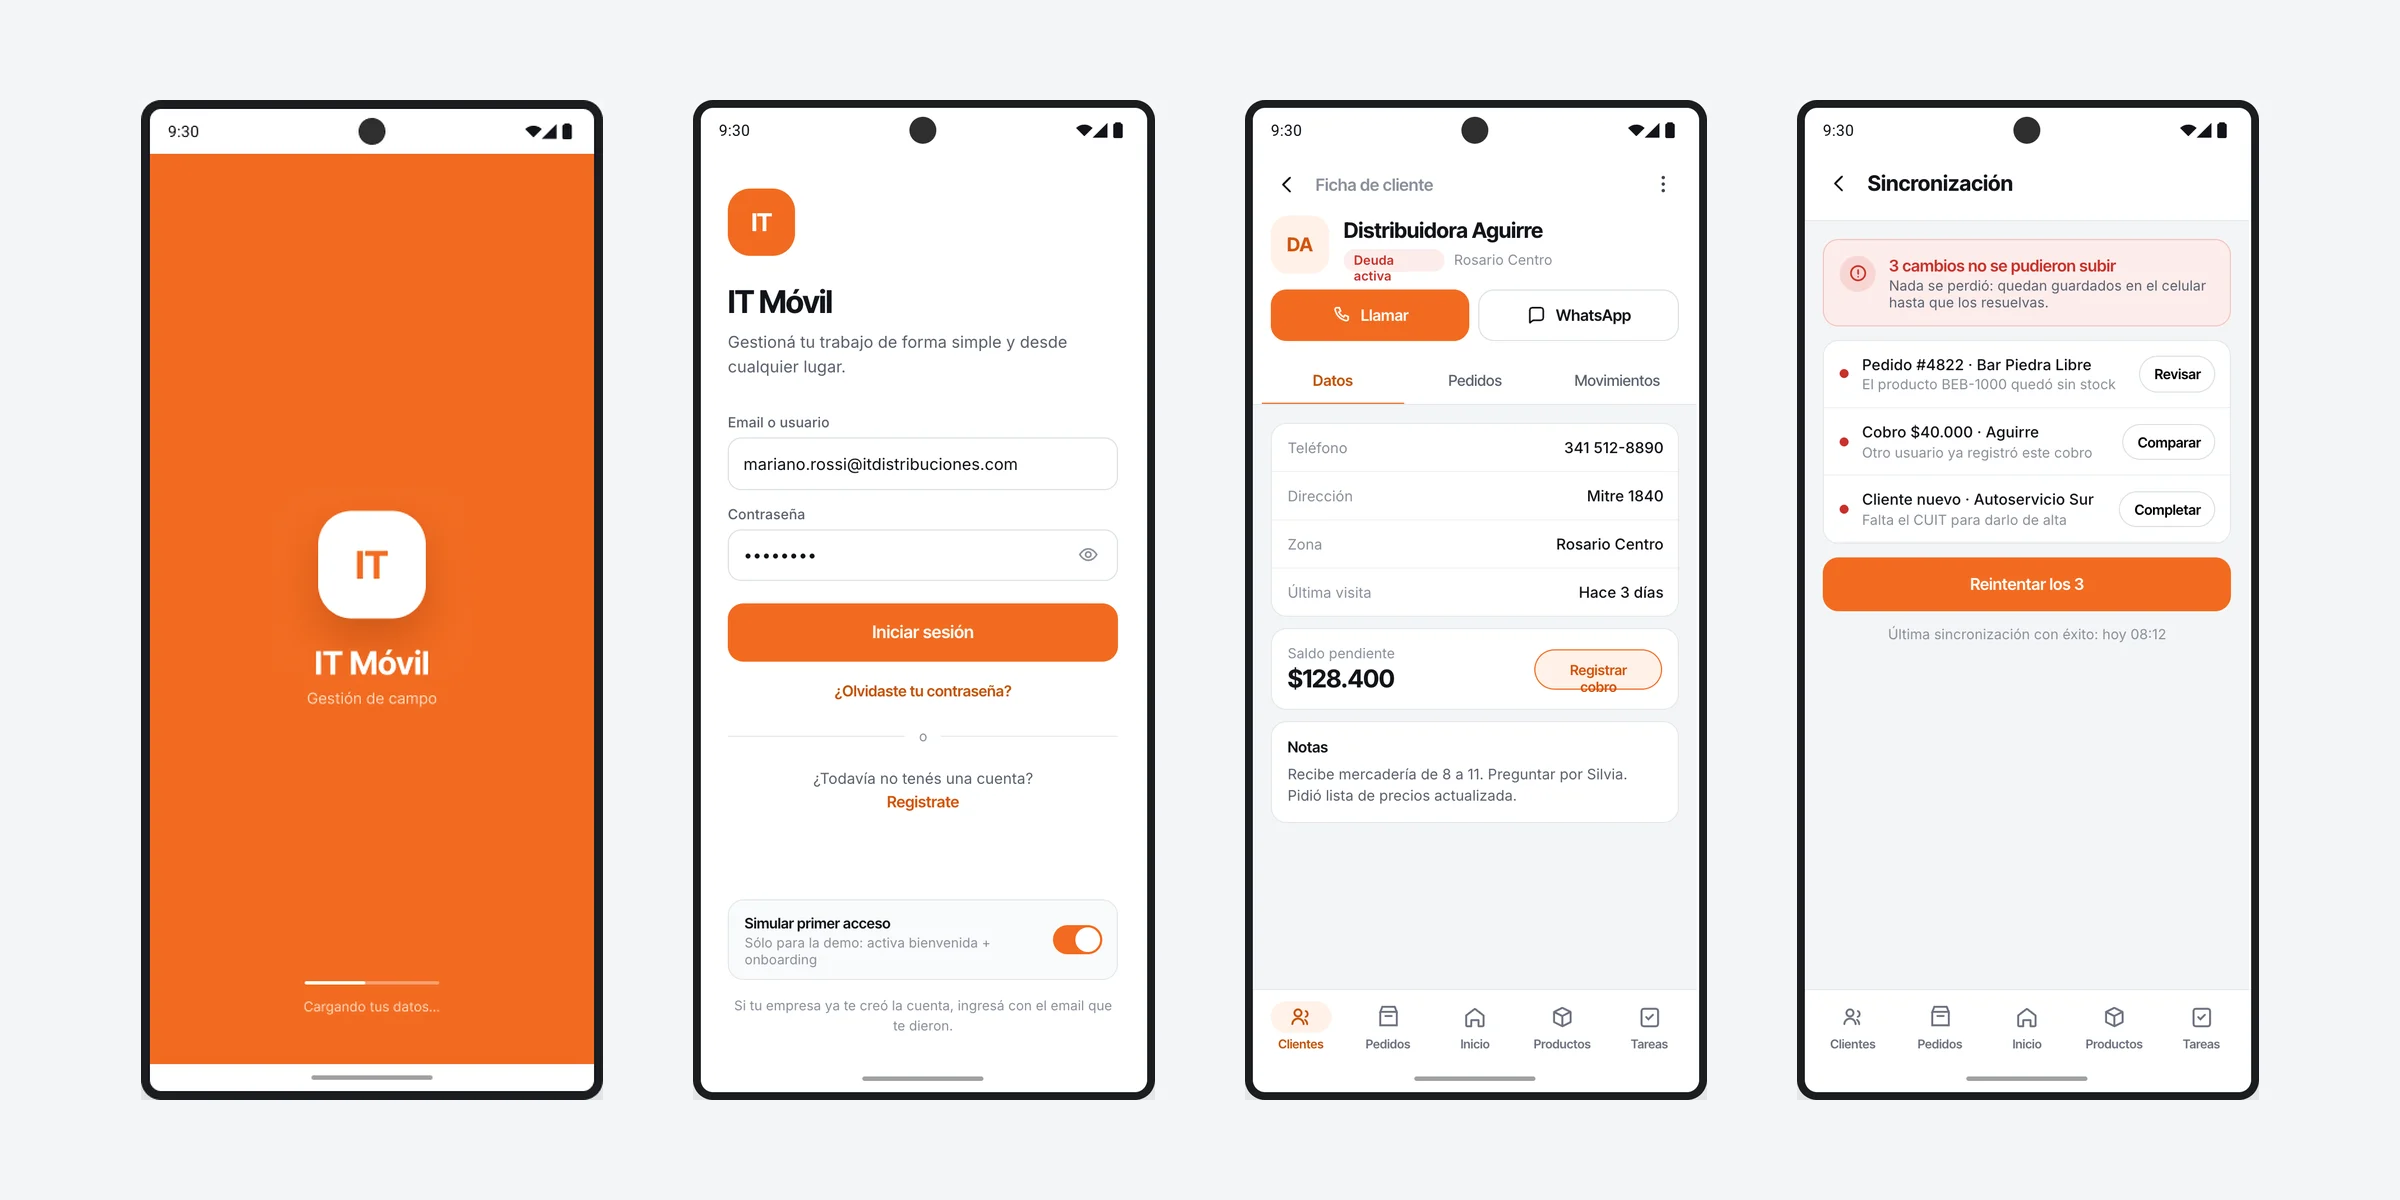 9:30
IT
IT Móvil
Gestión de campo
Cargando tus datos...
9:30
IT
IT Móvil
Gestioná tu trabajo de forma simple y desde
cualquier lugar.
Email o usuario
mariano.rossi@itdistribuciones.com
Contraseña
Iniciar sesión
¿Olvidaste tu contraseña?
o
¿Todavía no tenés una cuenta?
Registrate
Simular primer acceso
Sólo para la demo: activa bienvenida +
onboarding
Si tu empresa ya te creó la cuenta, ingresá con el email que
te dieron.
9:30
Ficha de cliente
DA
Distribuidora Aguirre
Deuda
activa
Rosario Centro
Llamar
WhatsApp
Datos
Pedidos
Movimientos
Teléfono
341 512-8890
Dirección
Mitre 1840
Zona
Rosario Centro
Última visita
Hace 3 días
Saldo pendiente
$128.400
Registrar
cobro
Notas
Recibe mercadería de 8 a 11. Preguntar por Silvia.
Pidió lista de precios actualizada.
Clientes
Pedidos
Inicio
Productos
Tareas
9:30
Sincronización
3 cambios no se pudieron subir
Nada se perdió: quedan guardados en el celular
hasta que los resuelvas.
Pedido #4822 · Bar Piedra Libre
El producto BEB-1000 quedó sin stock
Revisar
Cobro $40.000 · Aguirre
Otro usuario ya registró este cobro
Comparar
Cliente nuevo · Autoservicio Sur
Falta el CUIT para darlo de alta
Completar
Reintentar los 3
Última sincronización con éxito: hoy 08:12
Clientes
Pedidos
Inicio
Productos
Tareas